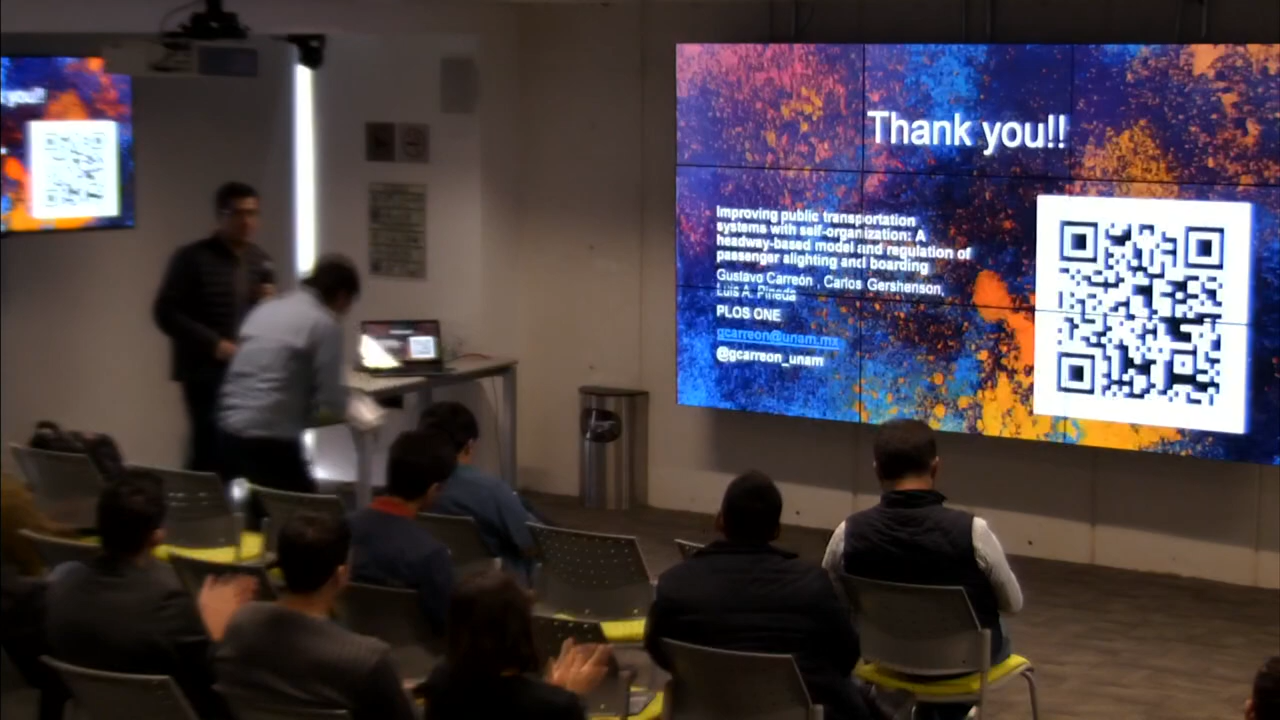 you!!
Thank you!!
Improving public transportation
systems with self-organization: A
headway-based model and regulation of
passenger alighting and boarding
Gustavo Carreón , Carlos Gershenson,
Luis A. Pineda
PLOS ONE
gcarreon@unam.mx
@gcarreon_unam